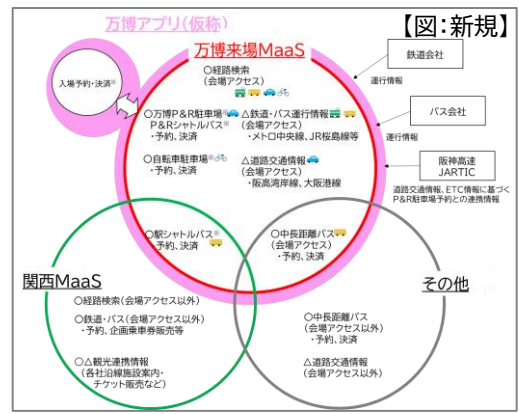 万博アプリ(仮称)
【図:新規】
万博来場MaaS
鉄道会社
運行情報
バス会社
運行情報
阪神高速
JARTIC
道路交通情報、ETC情報に基づく
P&R駐車場予約との連携情報
入場予約・決済※
〇経路検索
(会場アクセス)
〇万博P&R駐車場※
P&Rシャトルバス※
・予約、決済
△鉄道・バス運行情報
(会場アクセス)
・メトロ中央線、JR桜島線等
〇自転車駐車場※
・予約、決済
△道路交通情報
(会場アクセス)
・阪高湾岸線、大阪港線
〇駅シャトルバス※
・予約、決済
〇中長距離バス
(会場アクセス)
・予約、決済
関西MaaS
〇経路検索(会場アクセス以外)
〇鉄道・バス(会場アクセス以外)
・予約、企画乗車券販売等
〇△観光連携情報
(各社沿線施設案内・
チケット販売など)
その他
〇中長距離バス
(会場アクセス以外)
・予約、決済
△道路交通情報
(会場アクセス以外)